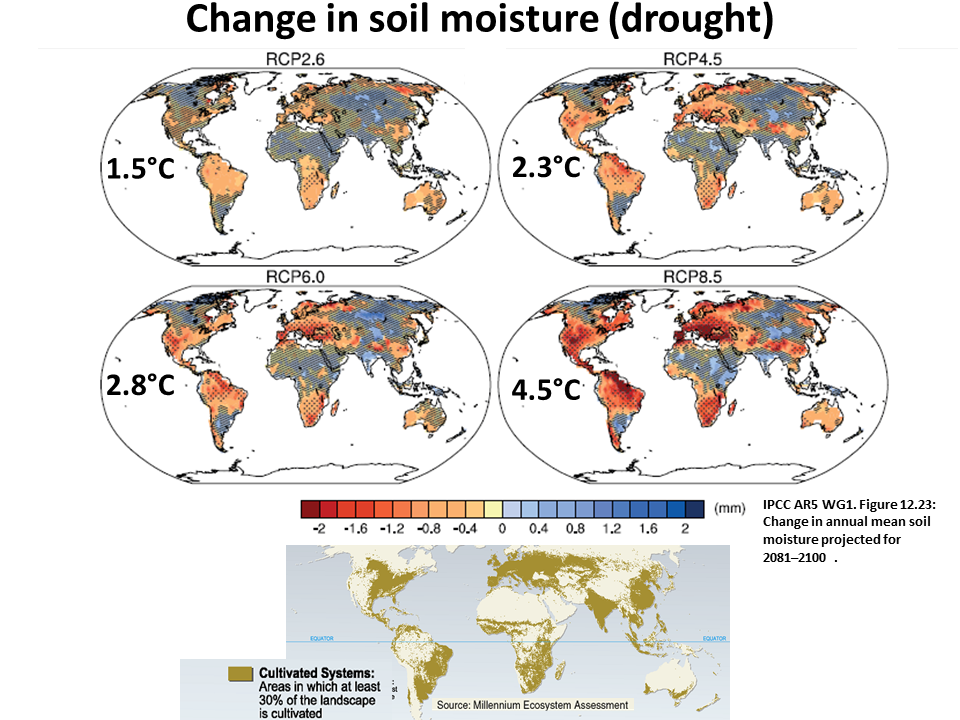 Change in soil moisture (drought)
RCP2.6
RCP4.5
1.5°C
2.3°C
RCP6.0
RCP8.5
2.8°C
4.5°C
-2 -1.6 -1.2 -0.8 -0.4 0 0.4 0.8 1.2 1.6 2 (mm)
IPCC AR5 WG1. Figure 12.23:
Change in annual mean soil
moisture projected for
2081–2100 .
EQUATOR
EQUATOR
Cultivated Systems:
Areas in which at least
30% of the landscape
is cultivated
Source: Millennium Ecosystem Assessment